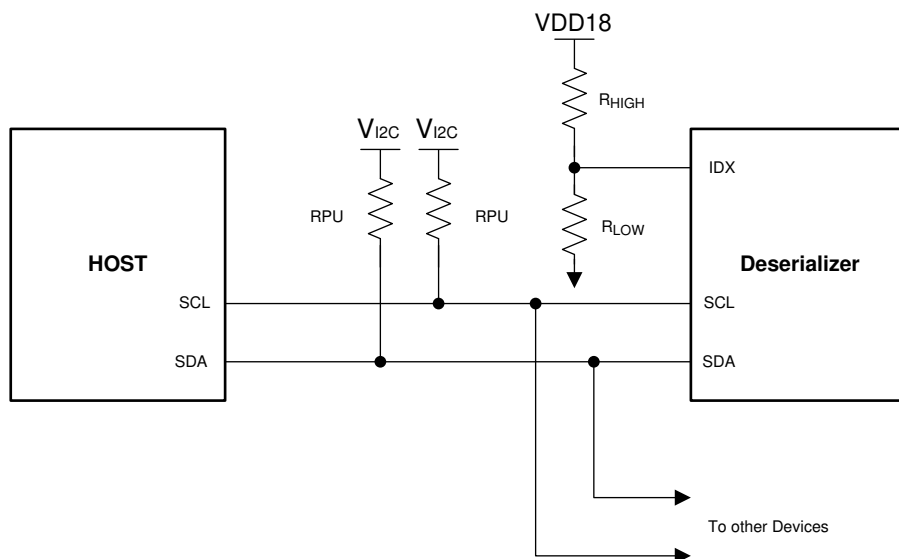 VDD18
RHIGH
VI2C VI2C
IDX
RPU RPU
RLOW
HOST
Deserializer
SCL SCL
SDA SDA
To other Devices